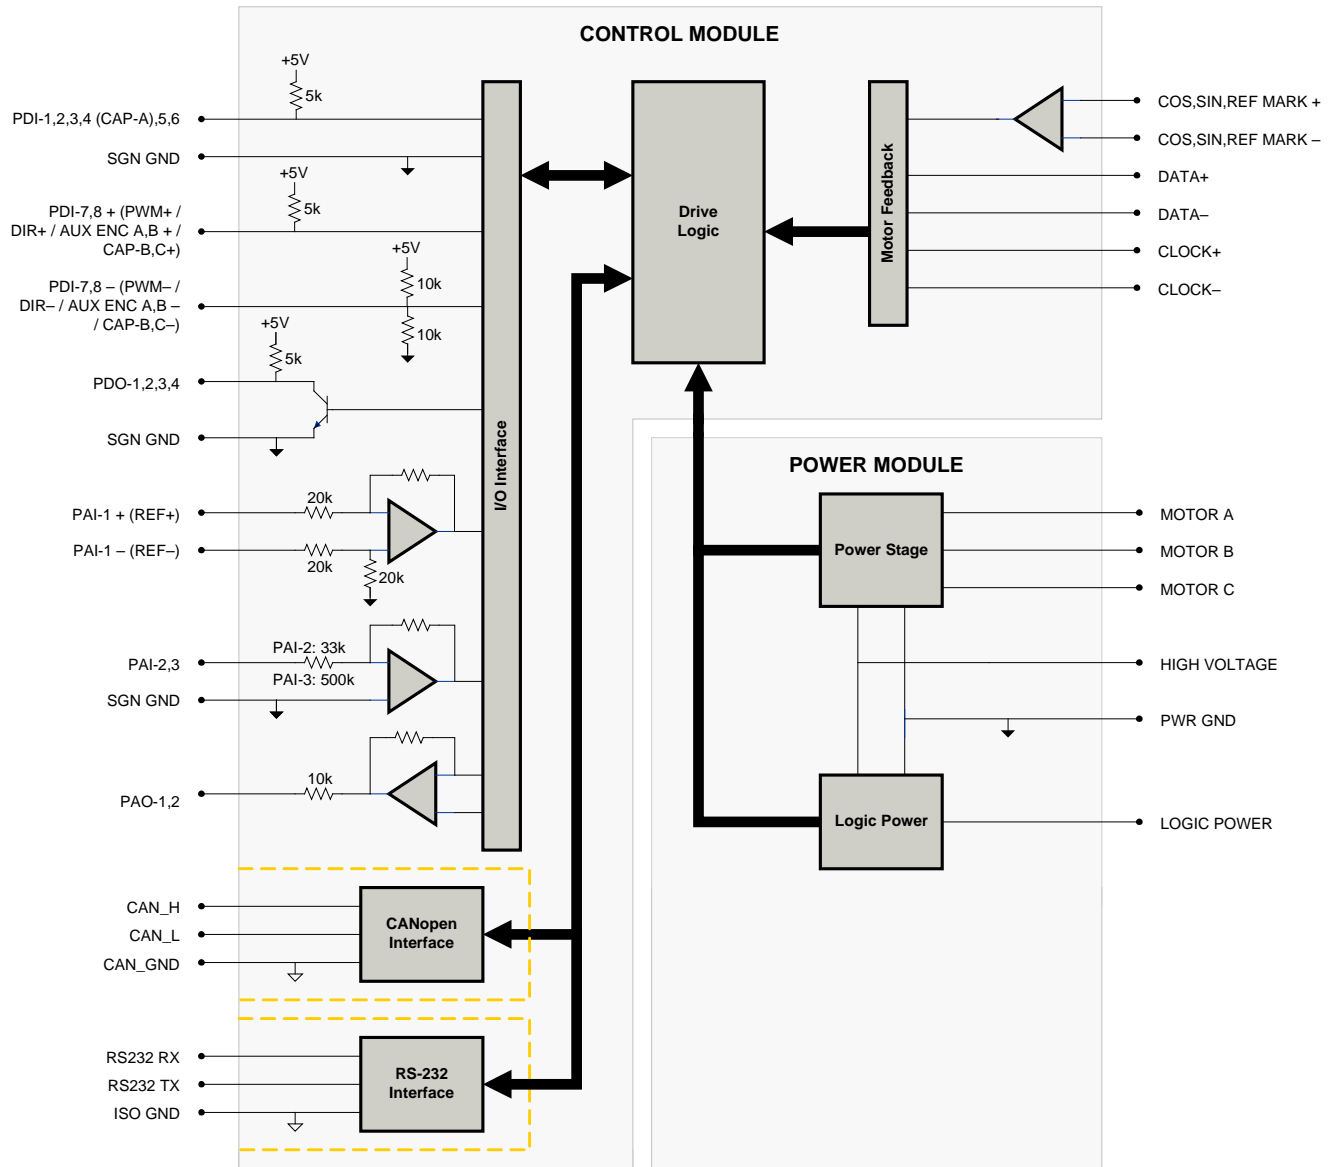 CONTROL MODULE
+5V
5k
PDI-1,2,3,4 (CAP-A),5,6
SGN GND
+5V
5k
PDI-7,8 + (PWM+ /
DIR+ / AUX ENC A,B + /
CAP-B,C+)
+5V
10k
PDI-7,8 – (PWM– /
DIR– / AUX ENC A,B –
/ CAP-B,C–)
10k
+5V
5k
PDO-1,2,3,4
SGN GND
20k
PAI-1 + (REF+)
PAI-1 – (REF–)
20k
20k
PAI-2: 33k
PAI-2,3
PAI-3: 500k
SGN GND
10k
PAO-1,2
I/O Interface
CAN_H
CAN_L
CAN_GND
CANopen
Interface
RS232 RX
RS232 TX
ISO GND
RS-232
Interface
Drive
Logic
Motor Feedback
COS,SIN,REF MARK +
COS,SIN,REF MARK –
DATA+
DATA–
CLOCK+
CLOCK–
POWER MODULE
Power Stage
MOTOR A
MOTOR B
MOTOR C
HIGH VOLTAGE
PWR GND
Logic Power
LOGIC POWER